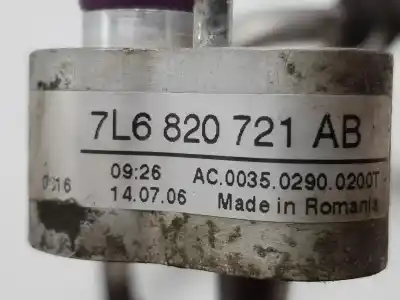 7L6 820 721 AB
09:26 AC.0035.0290.0200T
14.07.06 Made in Romania